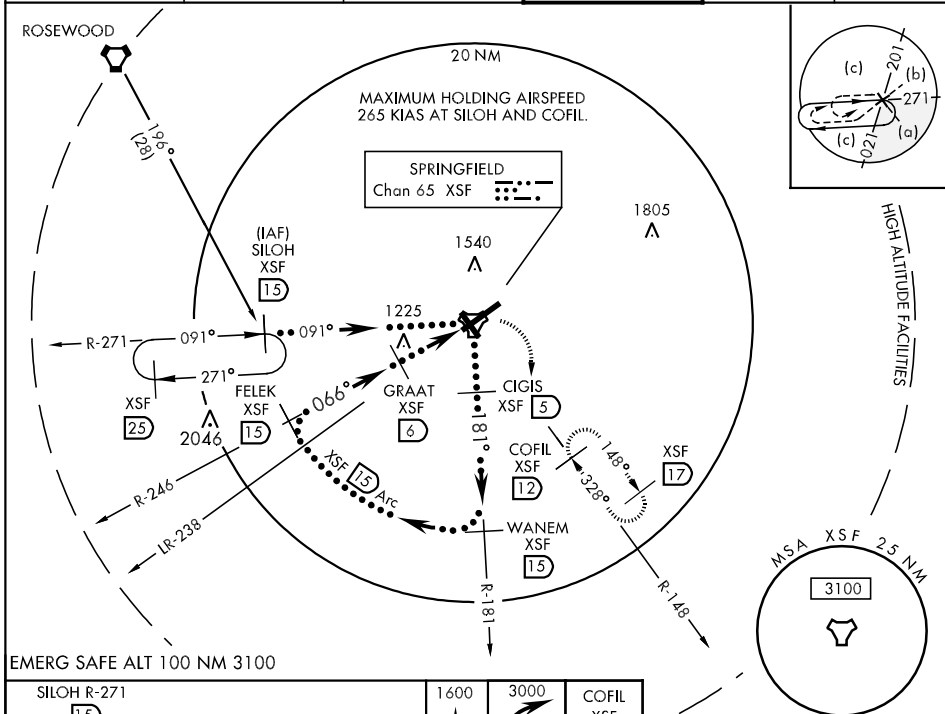 ROSEWOOD
20 NM
MAXIMUM HOLDING AIRSPEED
265 KIAS AT SILOH AND COFIL.
SPRINGFIELD
Chan 65 XSF
196°
(28)
(IAF)
SILOH
XSF
15
1540
1805
(c)
201
(b)
271
(c)
(a)
021
HIGH ALTITUDE FACILITIES
1225
R-271
091°
091°
271°
XSF
25
2046
FELEK
XSF
15
066°
GRAAT
XSF
6
CIGIS
XSF 5
181°
COFIL
XSF
12
148°
328°
XSF
17
R-246
LR-238
XSF 15 Arc
WANEM
XSF
15
R-181
R-148
MSA XSF 25 NM
3100
EMERG SAFE ALT 100 NM 3100
SILOH R-271
15
1600
3000
COFIL
XSF